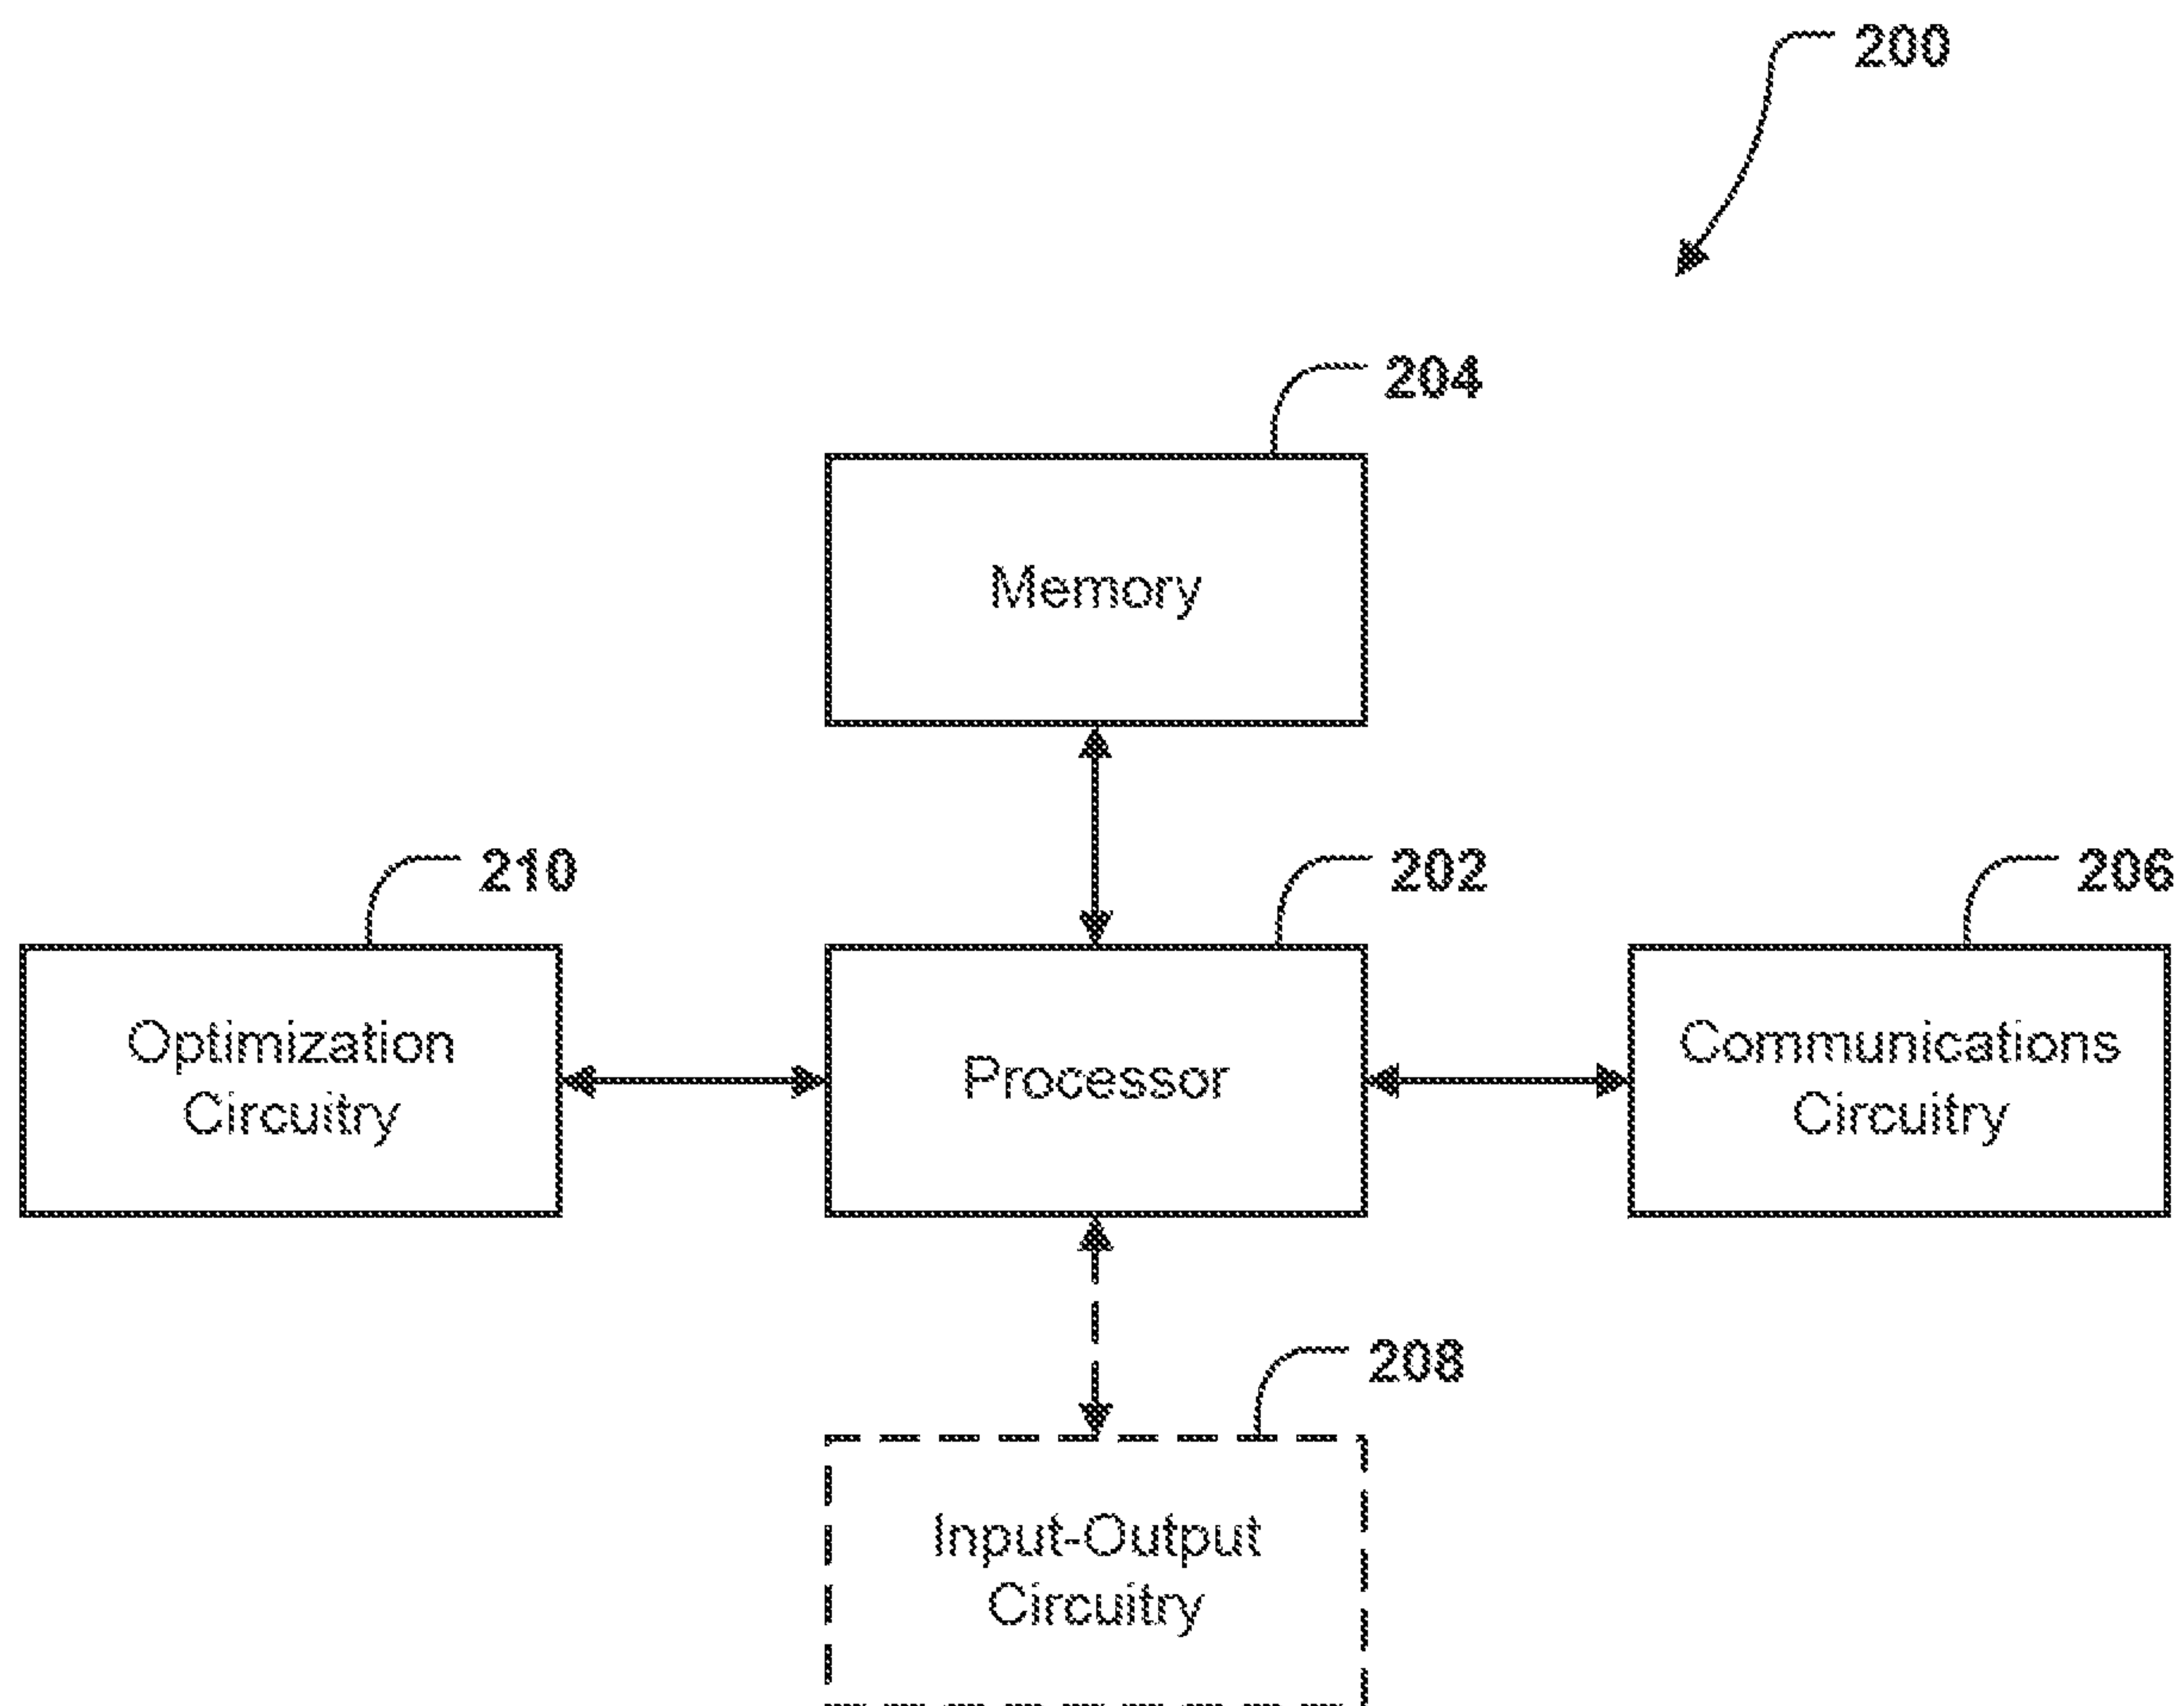 200
204
Memory
210
202
206
Optimization
Circuitry
Processor
Communications
Circuitry
208
Input-Output
Circuitry